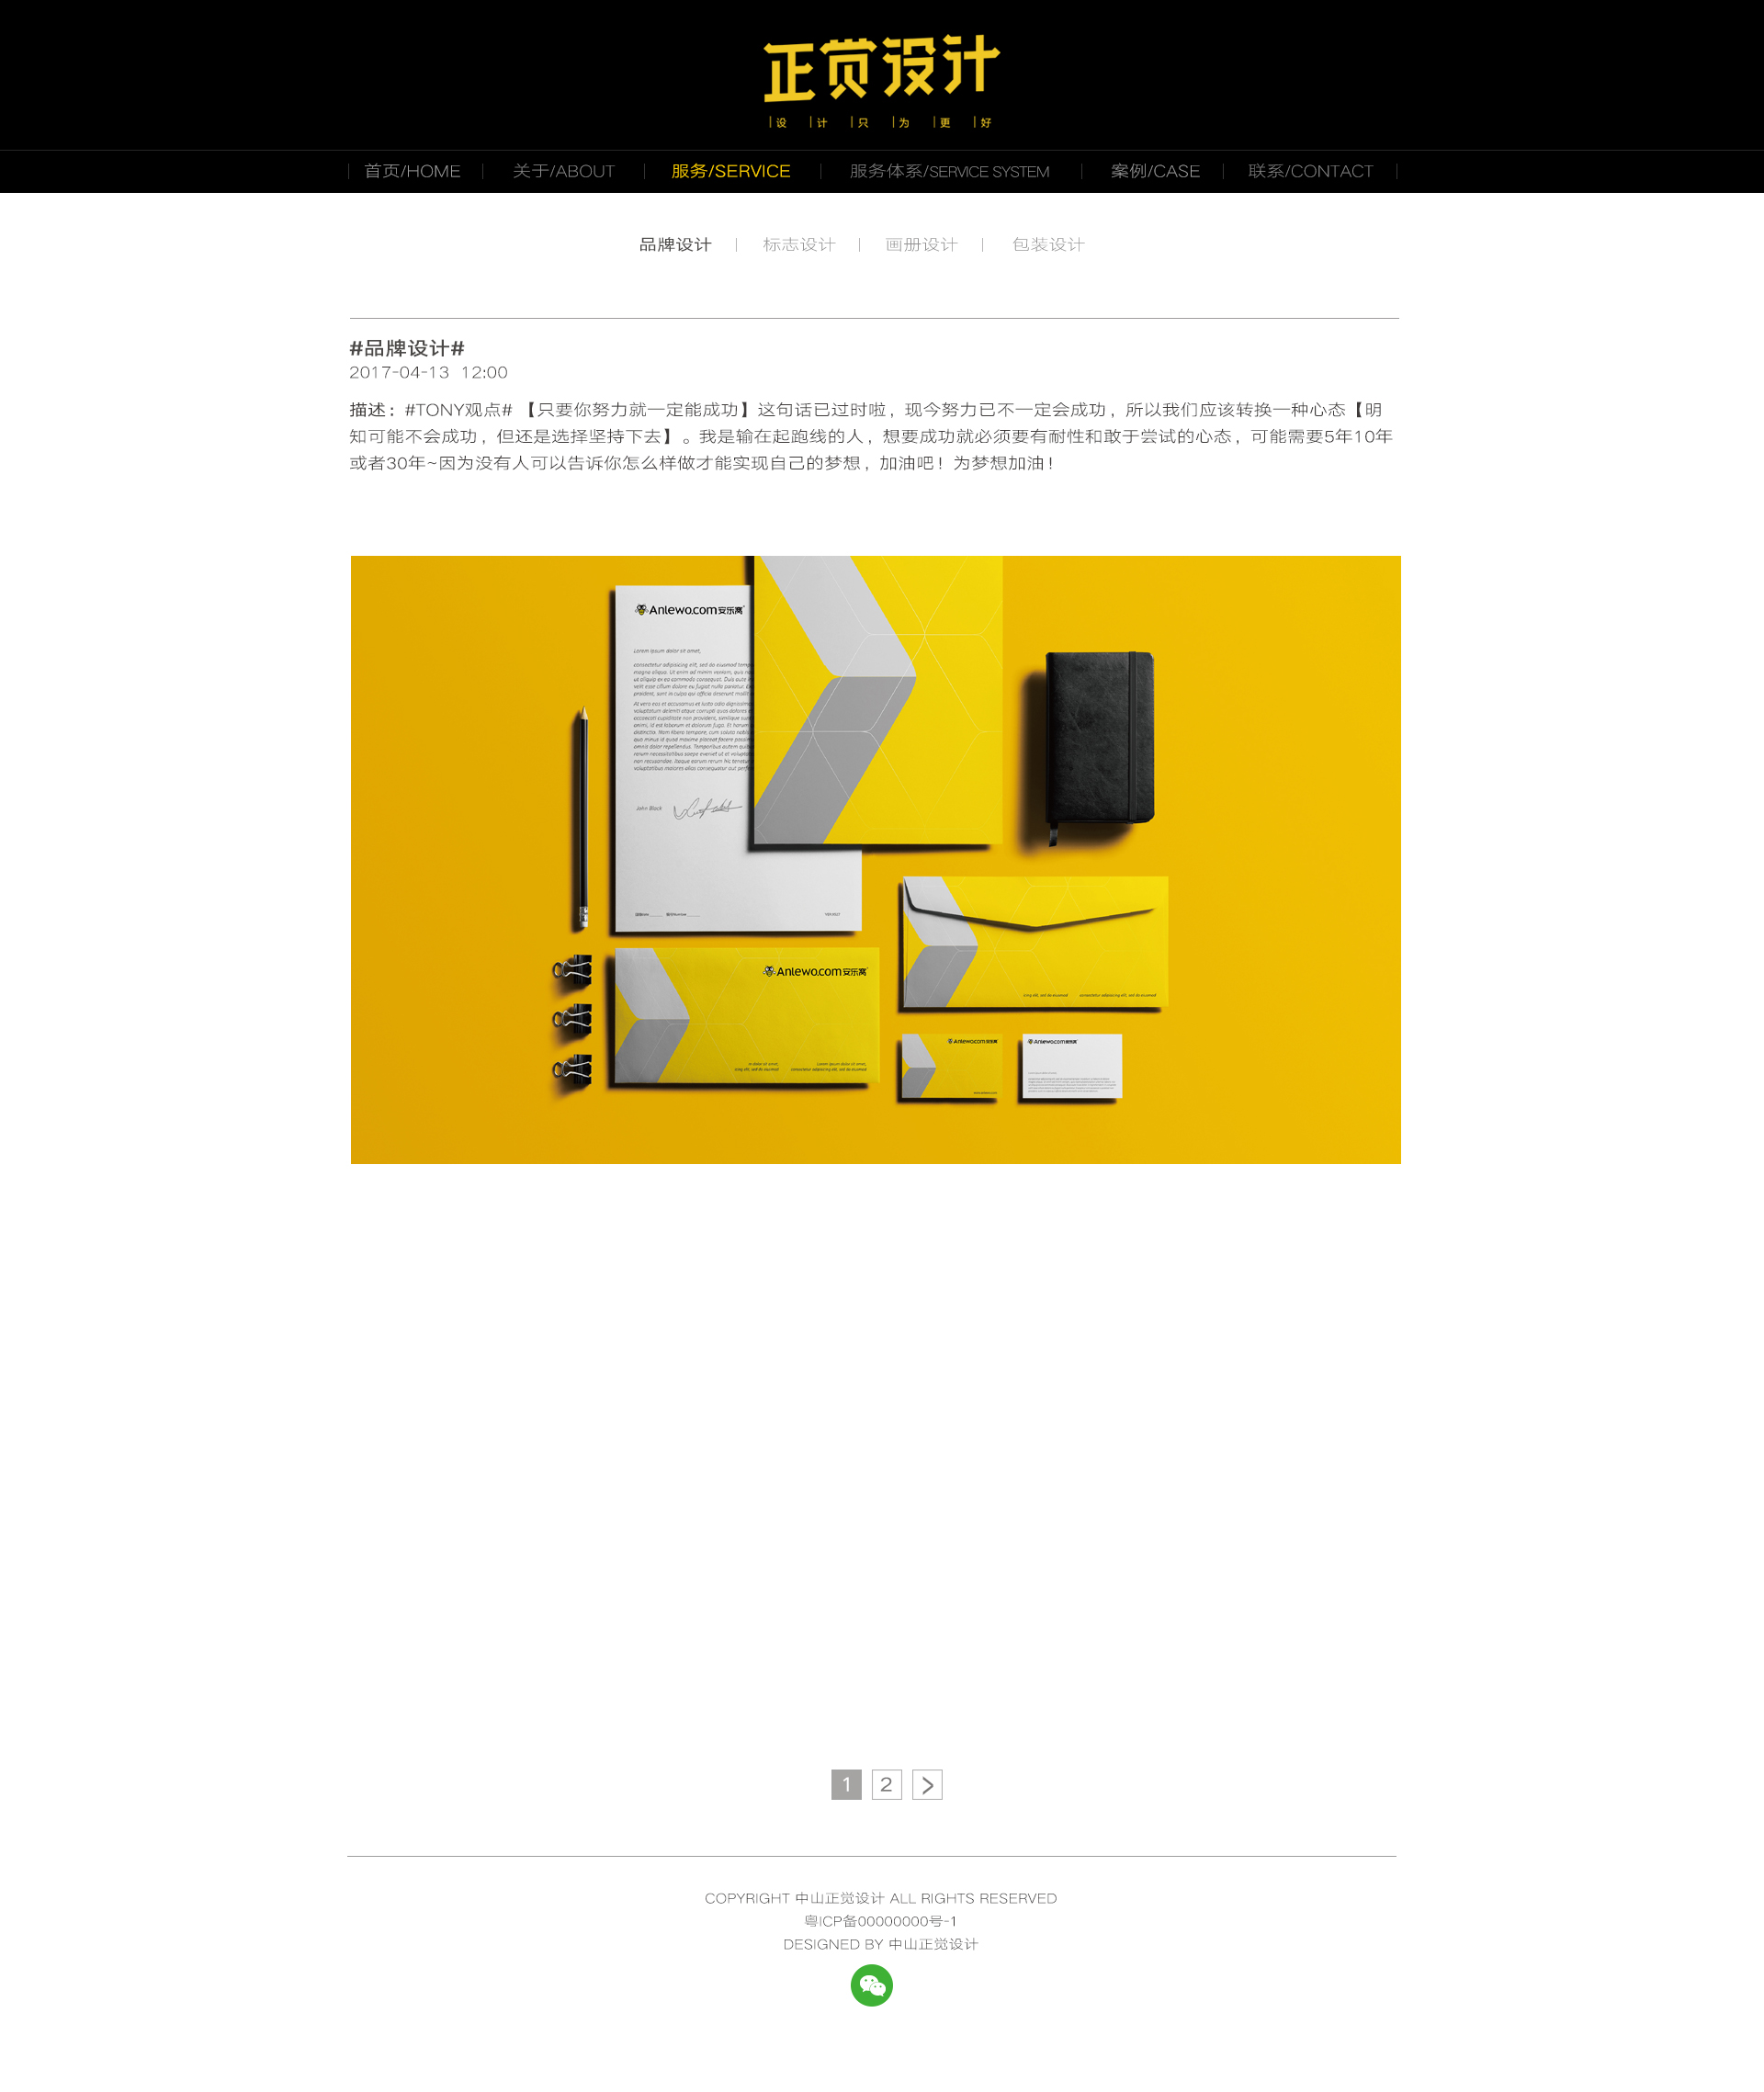 正觉设计
设 计 只 为 更 好
首页/HOME 关于/ABOUT 服务/SERVICE 服务体系/SERVICE SYSTEM 案例/CASE 联系/CONTACT
品牌设计 标志设计 画册设计 包装设计
#品牌设计#
2017-04-13 12:00
描述：#TONY观点# 【只要你努力就一定能成功】这句话已过时啦，现今努力已不一定会成功，所以我们应该转换一种心态【明
知可能不会成功，但还是选择坚持下去】。我是输在起跑线的人，想要成功就必须要有耐性和敢于尝试的心态，可能需要5年10年
或者30年~因为没有人可以告诉你怎么样做才能实现自己的梦想，加油吧！为梦想加油！
Anlewo.com安乐窝
Lorem ipsum dolor sit amet,
John Black
Anlewo.com安乐窝
Anlewo.com安乐窝
Anlewo.com安乐窝
1 2 >
COPYRIGHT 中山正觉设计 ALL RIGHTS RESERVED
粤ICP备00000000号-1
DESIGNED BY 中山正觉设计